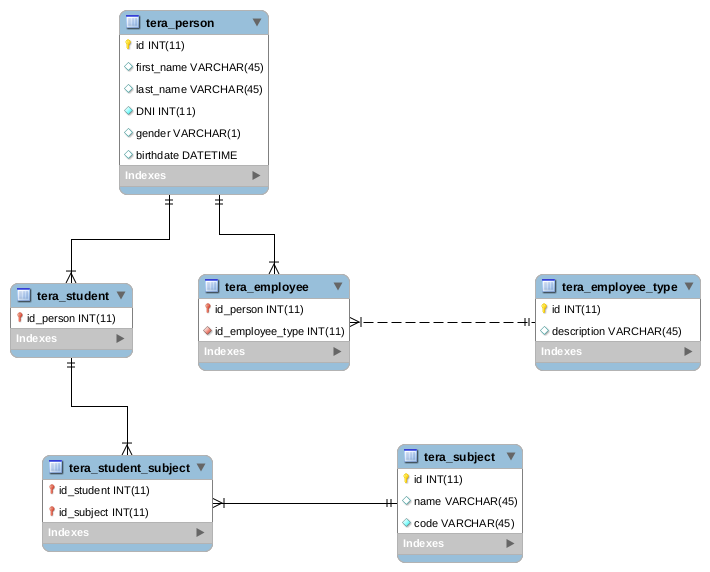 tera_person
id INT(11)
first_name VARCHAR(45)
last_name VARCHAR(45)
DNI INT(11)
gender VARCHAR(1)
birthdate DATETIME
Indexes
tera_student
id_person INT(11)
Indexes
tera_employee
id_person INT(11)
id_employee_type INT(11)
Indexes
tera_employee_type
id INT(11)
description VARCHAR(45)
Indexes
tera_student_subject
id_student INT(11)
id_subject INT(11)
Indexes
tera_subject
id INT(11)
name VARCHAR(45)
code VARCHAR(45)
Indexes